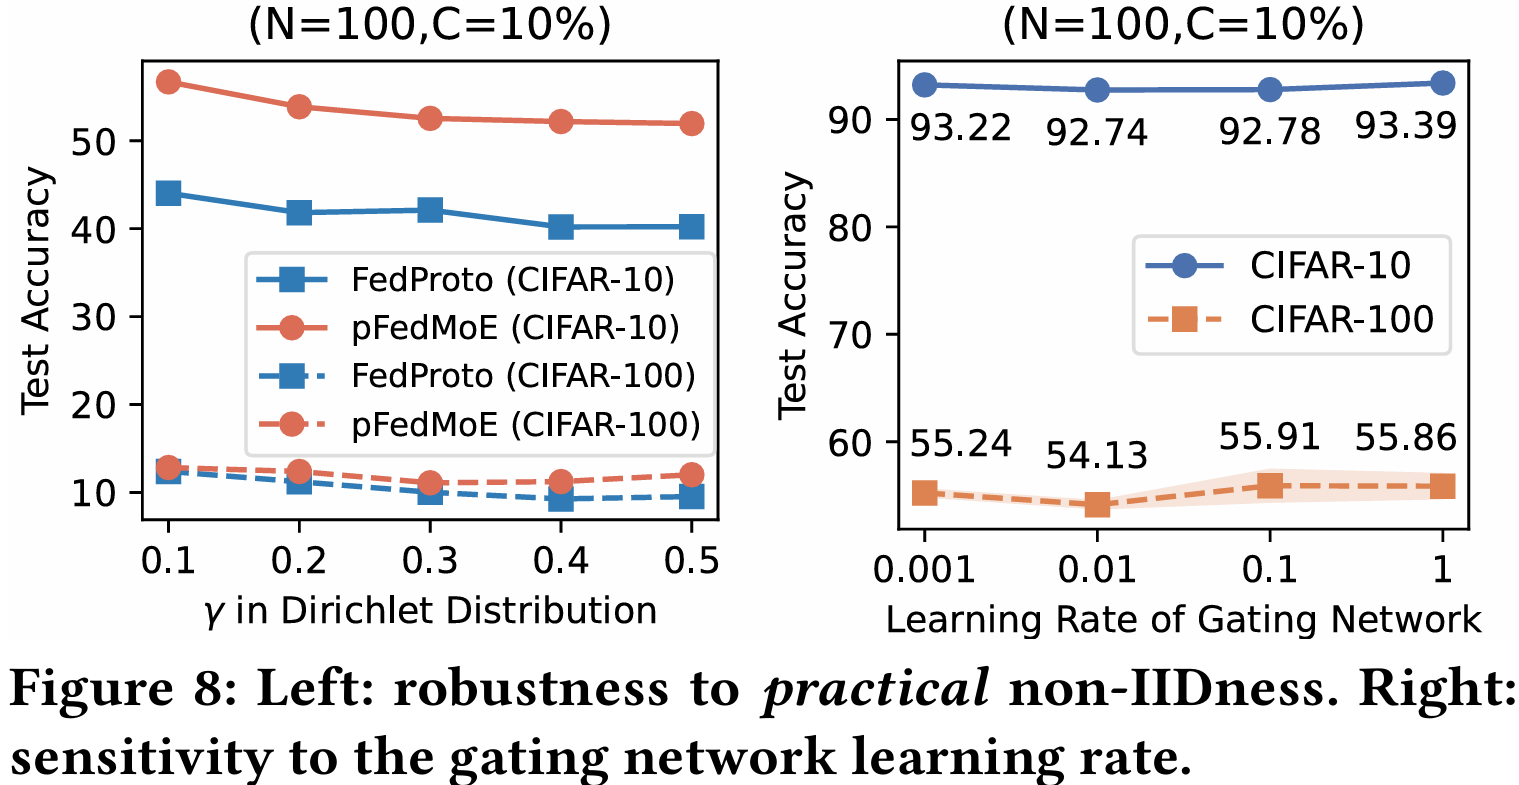 (N=100,C=10%)
50
40
30
20
10
Test Accuracy
FedProto (CIFAR-10)
pFedMoE (CIFAR-10)
FedProto (CIFAR-100)
pFedMoE (CIFAR-100)
0.1 0.2 0.3 0.4 0.5
γ in Dirichlet Distribution
(N=100,C=10%)
90
80
70
60
Test Accuracy
93.22 92.74 92.78 93.39
CIFAR-10
CIFAR-100
55.24 54.13 55.91 55.86
0.001 0.01 0.1 1
Learning Rate of Gating Network
Figure 8: Left: robustness to practical non-IIDness. Right:
sensitivity to the gating network learning rate.